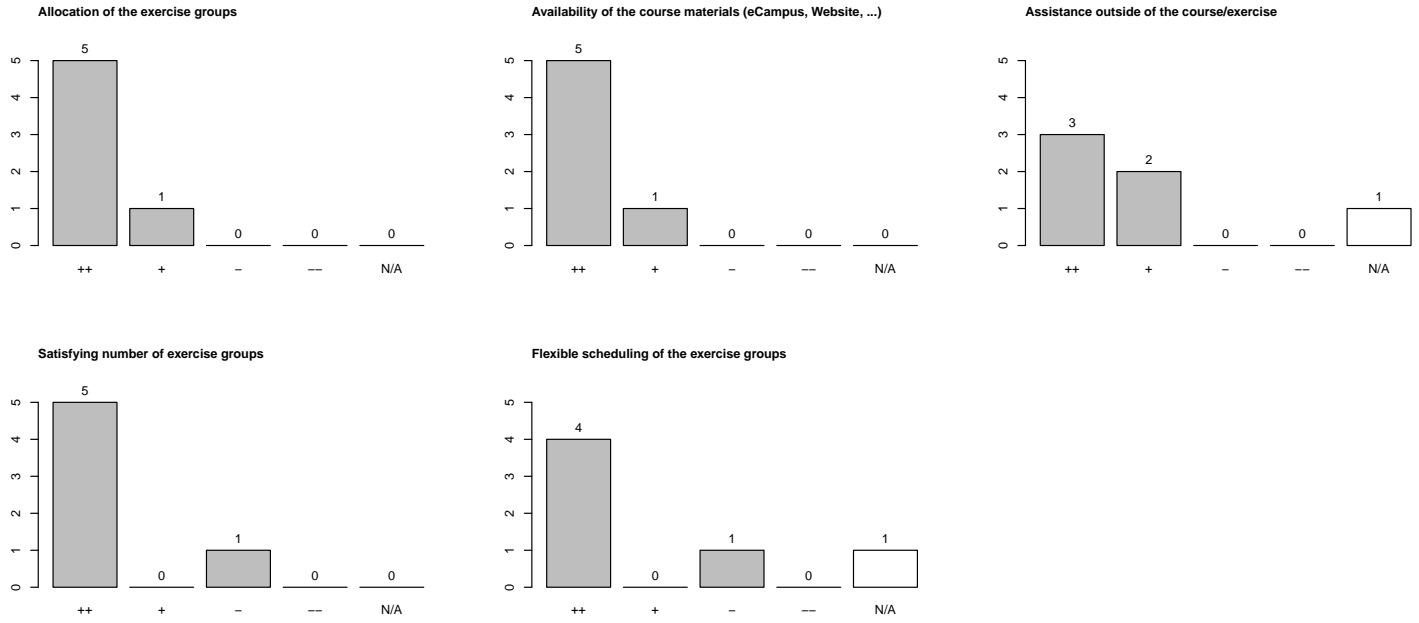 Allocation of the exercise groups
5
1
0
0
0
0 1 2 3 4 5
++ + − −− N/A
Availability of the course materials (eCampus, Website, ...)
5
1
0
0
0
0 1 2 3 4 5
++ + − −− N/A
Assistance outside of the course/exercise
3
2
0
0
1
0 1 2 3 4 5
++ + − −− N/A
Satisfying number of exercise groups
5
0
1
0
0
0 1 2 3 4 5
++ + − −− N/A
Flexible scheduling of the exercise groups
4
0
1
0
1
0 1 2 3 4 5
++ + − −− N/A